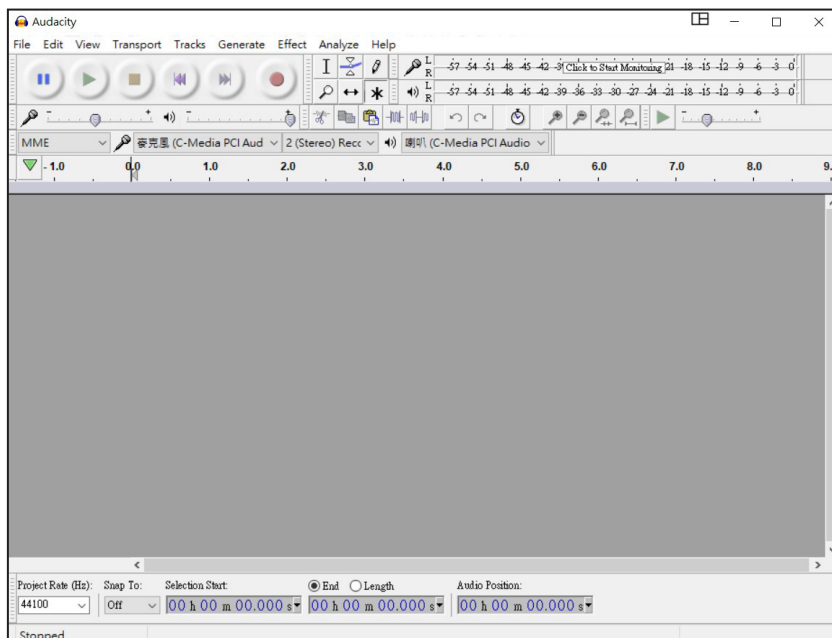 Audacity
File Edit View Transport Tracks Generate Effect Analyze Help
L
R
-57 -54 -51 -48 -45 -42 -3 Click to Start Monitoring 21 -18 -15 -12 -9 -6 -3 0
L
R
-57 -54 -51 -48 -45 -42 -39 -36 -33 -30 -27 -24 -21 -18 -15 -12 -9 -6 -3 0
MME 麥克風 (C-Media PCI Aud 2 (Stereo) Recc 喇叭 (C-Media PCI Audio
- 1.0 0.0 1.0 2.0 3.0 4.0 5.0 6.0 7.0 8.0 9.
Project Rate (Hz): Snap To: Selection Start: End Length Audio Position:
44100 Off 00 h 00 m 00.000 s 00 h 00 m 00.000 s 00 h 00 m 00.000 s
Stopped